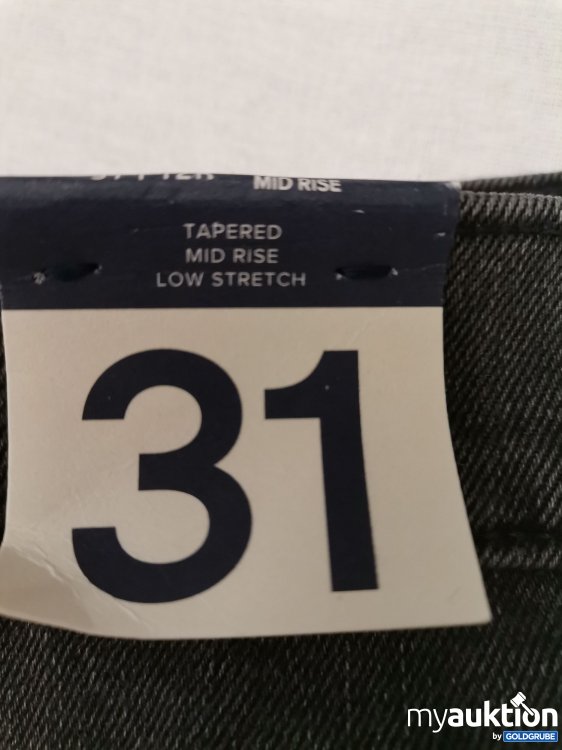 MID RISE
TAPERED
MID RISE
LOW STRETCH
31
myauktion
by GOLDGRUBE